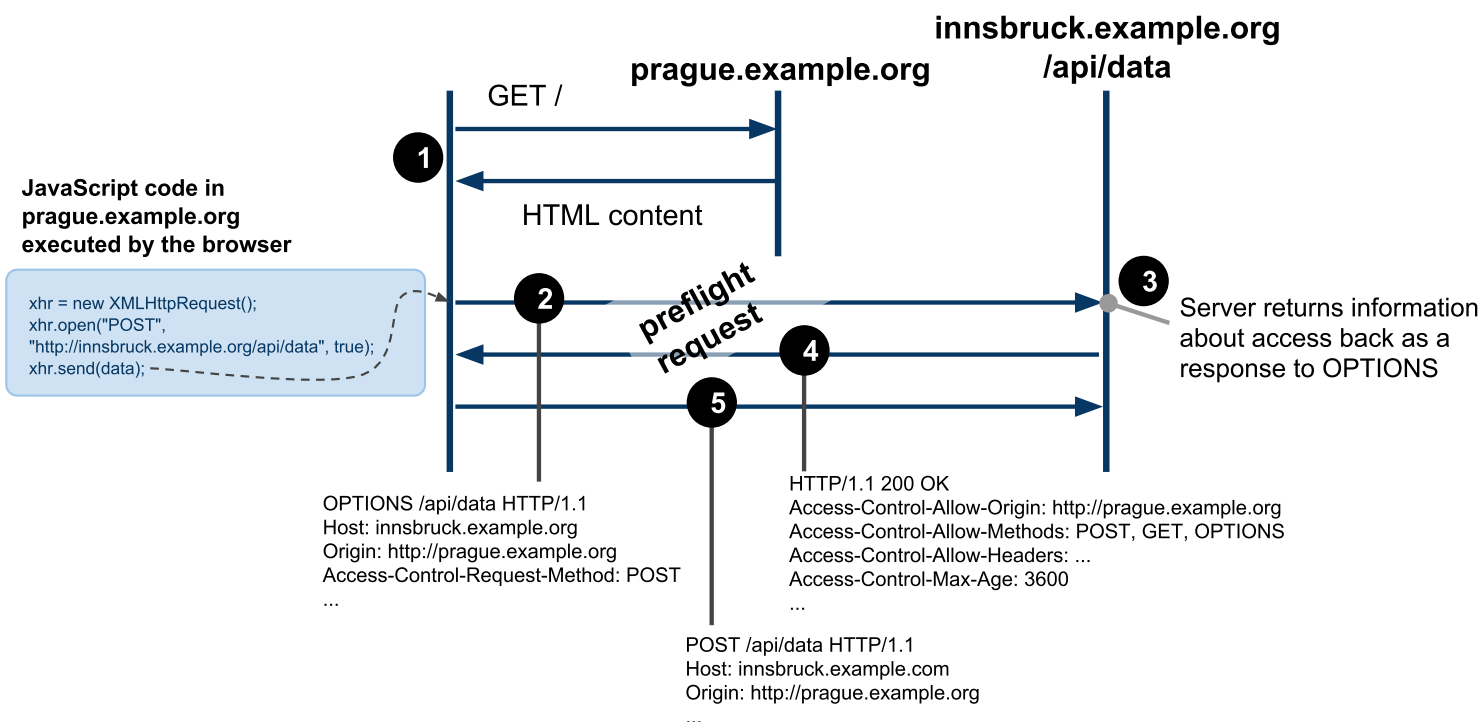 innsbruck.example.org
/api/data
prague.example.org
GET /
1
HTML content
JavaScript code in
prague.example.org
executed by the browser
xhr = new XMLHttpRequest();
xhr.open("POST",
"http://innsbruck.example.org/api/data", true);
xhr.send(data);
2
preflight
request
3
Server returns information
about access back as a
response to OPTIONS
4
5
OPTIONS /api/data HTTP/1.1
Host: innsbruck.example.org
Origin: http://prague.example.org
Access-Control-Request-Method: POST
...
HTTP/1.1 200 OK
Access-Control-Allow-Origin: http://prague.example.org
Access-Control-Allow-Methods: POST, GET, OPTIONS
Access-Control-Allow-Headers: ...
Access-Control-Max-Age: 3600
...
POST /api/data HTTP/1.1
Host: innsbruck.example.com
Origin: http://prague.example.org
...